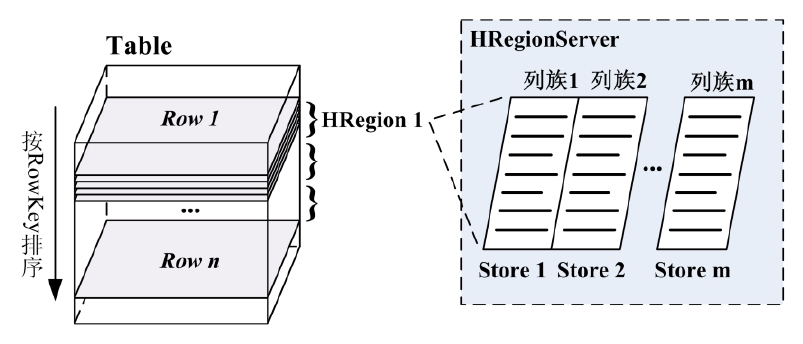 Table
按RowKey排序
Row 1
...
Row n
HRegion 1
HRegionServer
列族1 列族2 列族m
...
Store 1 Store 2 Store m